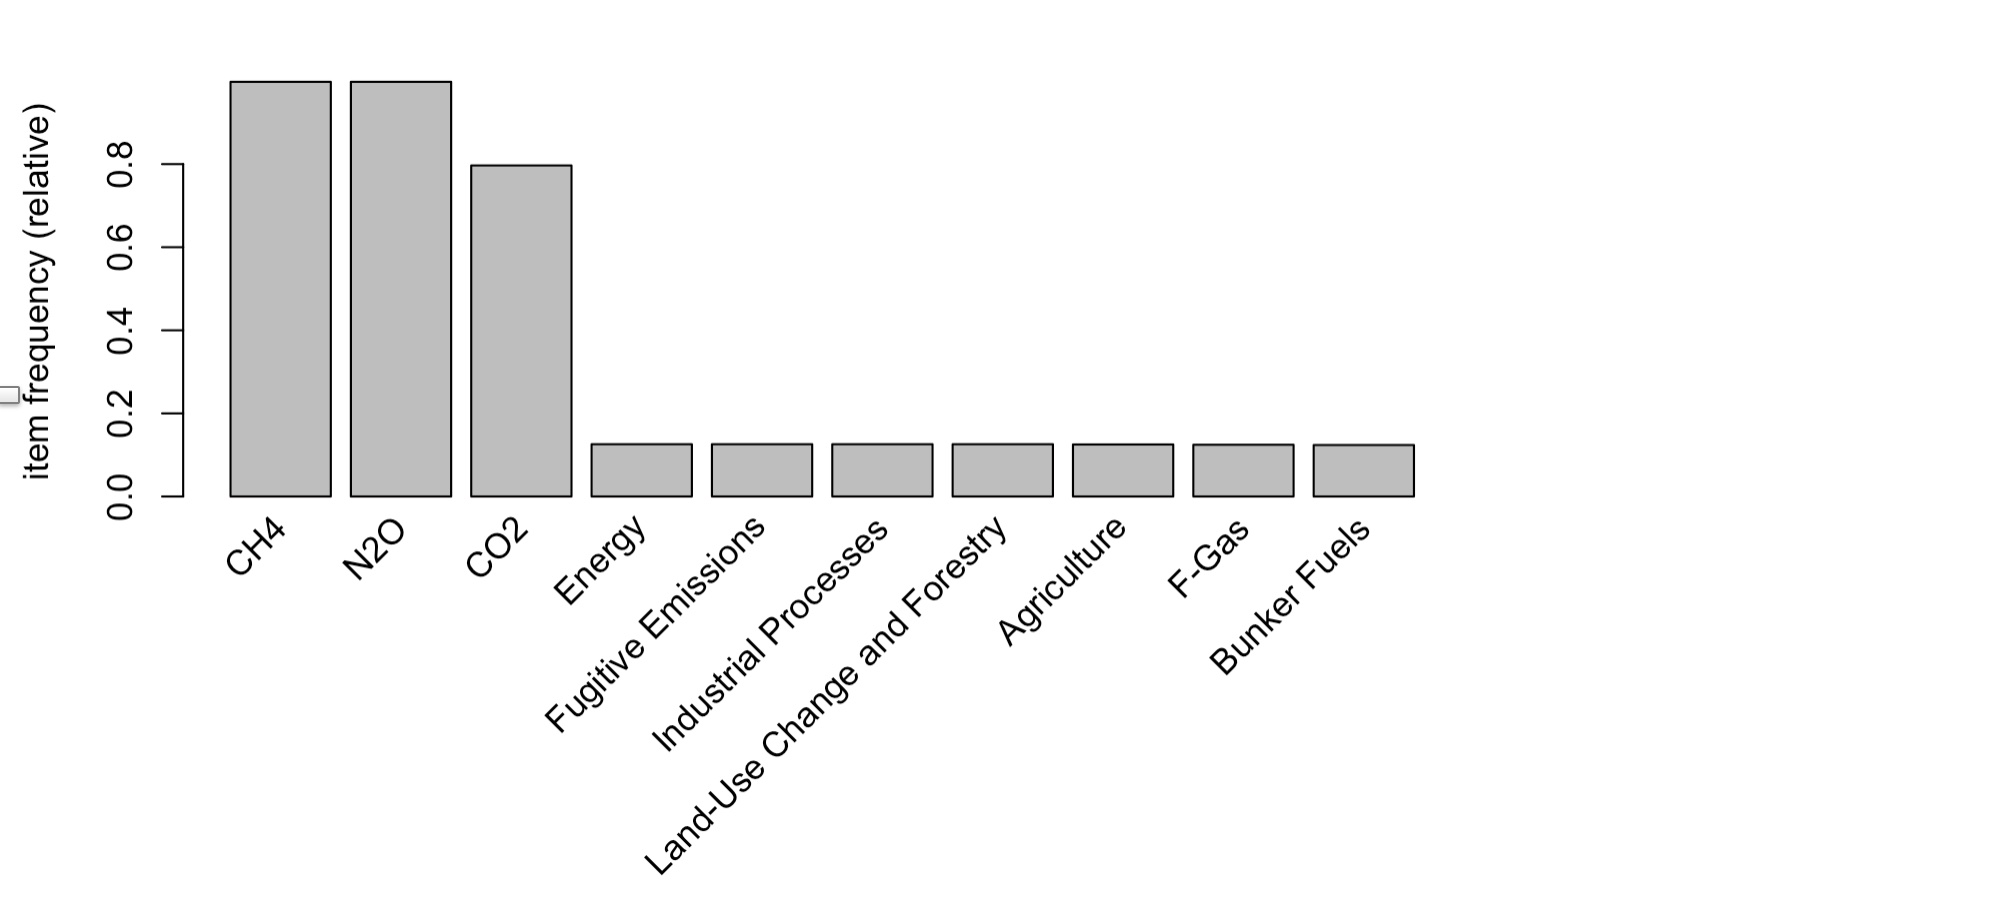 item frequency (relative)
0.8
0.6
0.4
0.2
0.0
CH4
N2O
CO2
Energy
Fugitive Emissions
Industrial Processes
Land-Use Change and Forestry
Agriculture
F-Gas
Bunker Fuels